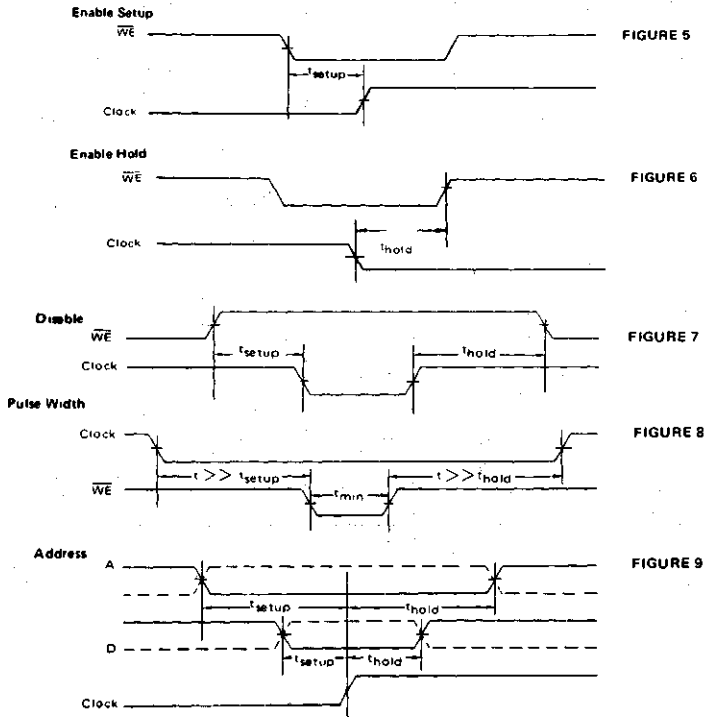 Enable Setup
WE
FIGURE 5
tsetup
Clock
Enable Hold
WE
FIGURE 6
Clock
thold
Disable
WE
FIGURE 7
tsetup
thold
Clock
Pulse Width
Clock
FIGURE 8
t >> tsetup
tmin
t >> thold
WE
Address
A
FIGURE 9
tsetup
thold
D
tsetup
thold
Clock